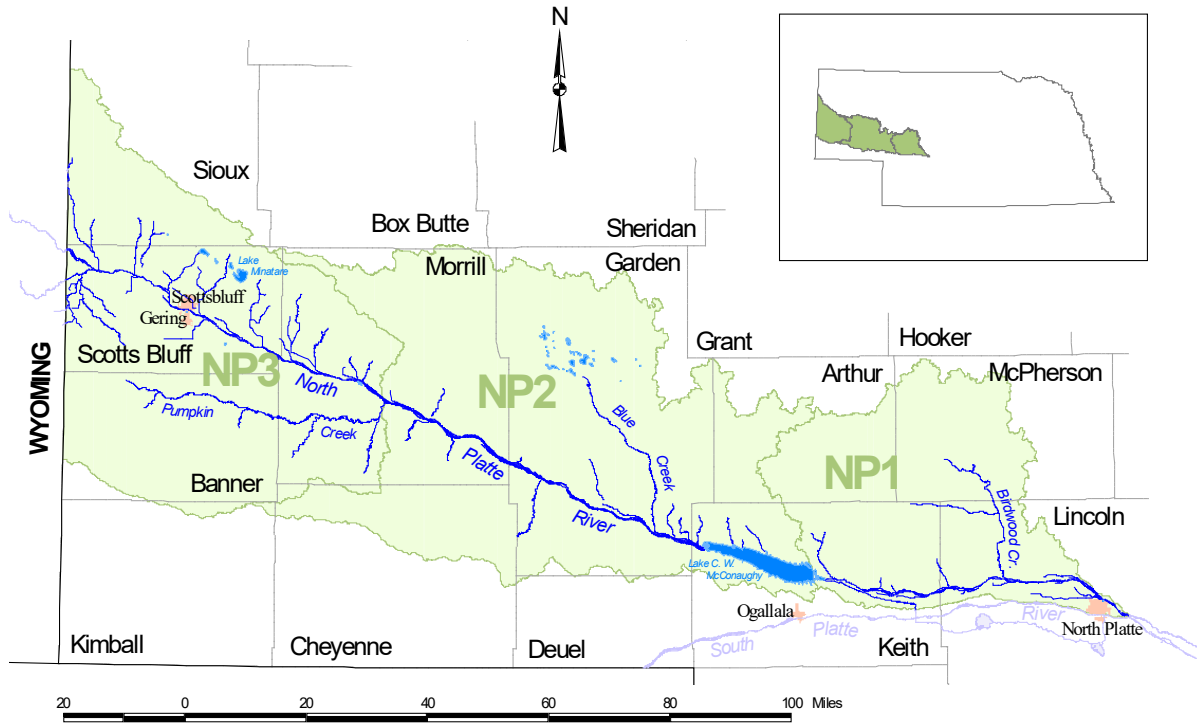 N
Sioux
Box Butte
Sheridan
Morrill
Garden
Lake
Minatare
Scottsbluff
Gering
Scotts Bluff
NP3
North
NP2
Grant
Hooker
Arthur
McPherson
WYOMING
Pumpkin
Creek
Blue
Creek
Platte
River
NP1
Banner
Birdwood Cr.
Lincoln
Lake C. W.
McConaughy
Ogallala
North Platte
South
Platte
River
Kimball
Cheyenne
Deuel
Keith
20 0 20 40 60 80 100 Miles